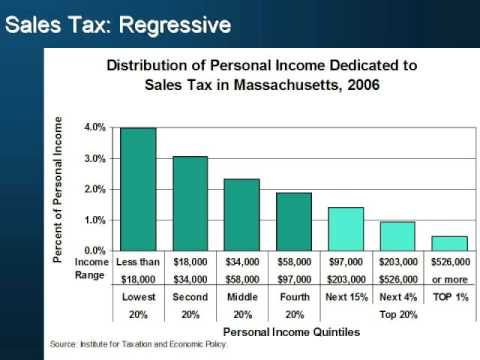 Sales Tax: Regressive
Distribution of Personal Income Dedicated to
Sales Tax in Massachusetts, 2006
Percent of Personal Income
4.0%
3.0%
2.0%
1.0%
0.0%
Income Less than $18,000 $34,000 $58,000 $97,000 $203,000 $526,000
Range $18,000 $34,000 $58,000 $97,000 $203,000 $526,000 or more
Lowest Second Middle Fourth Next 15% Next 4% TOP 1%
20% 20% 20% 20% Top 20%
Personal Income Quintiles
Source: Institute for Taxation and Economic Policy.